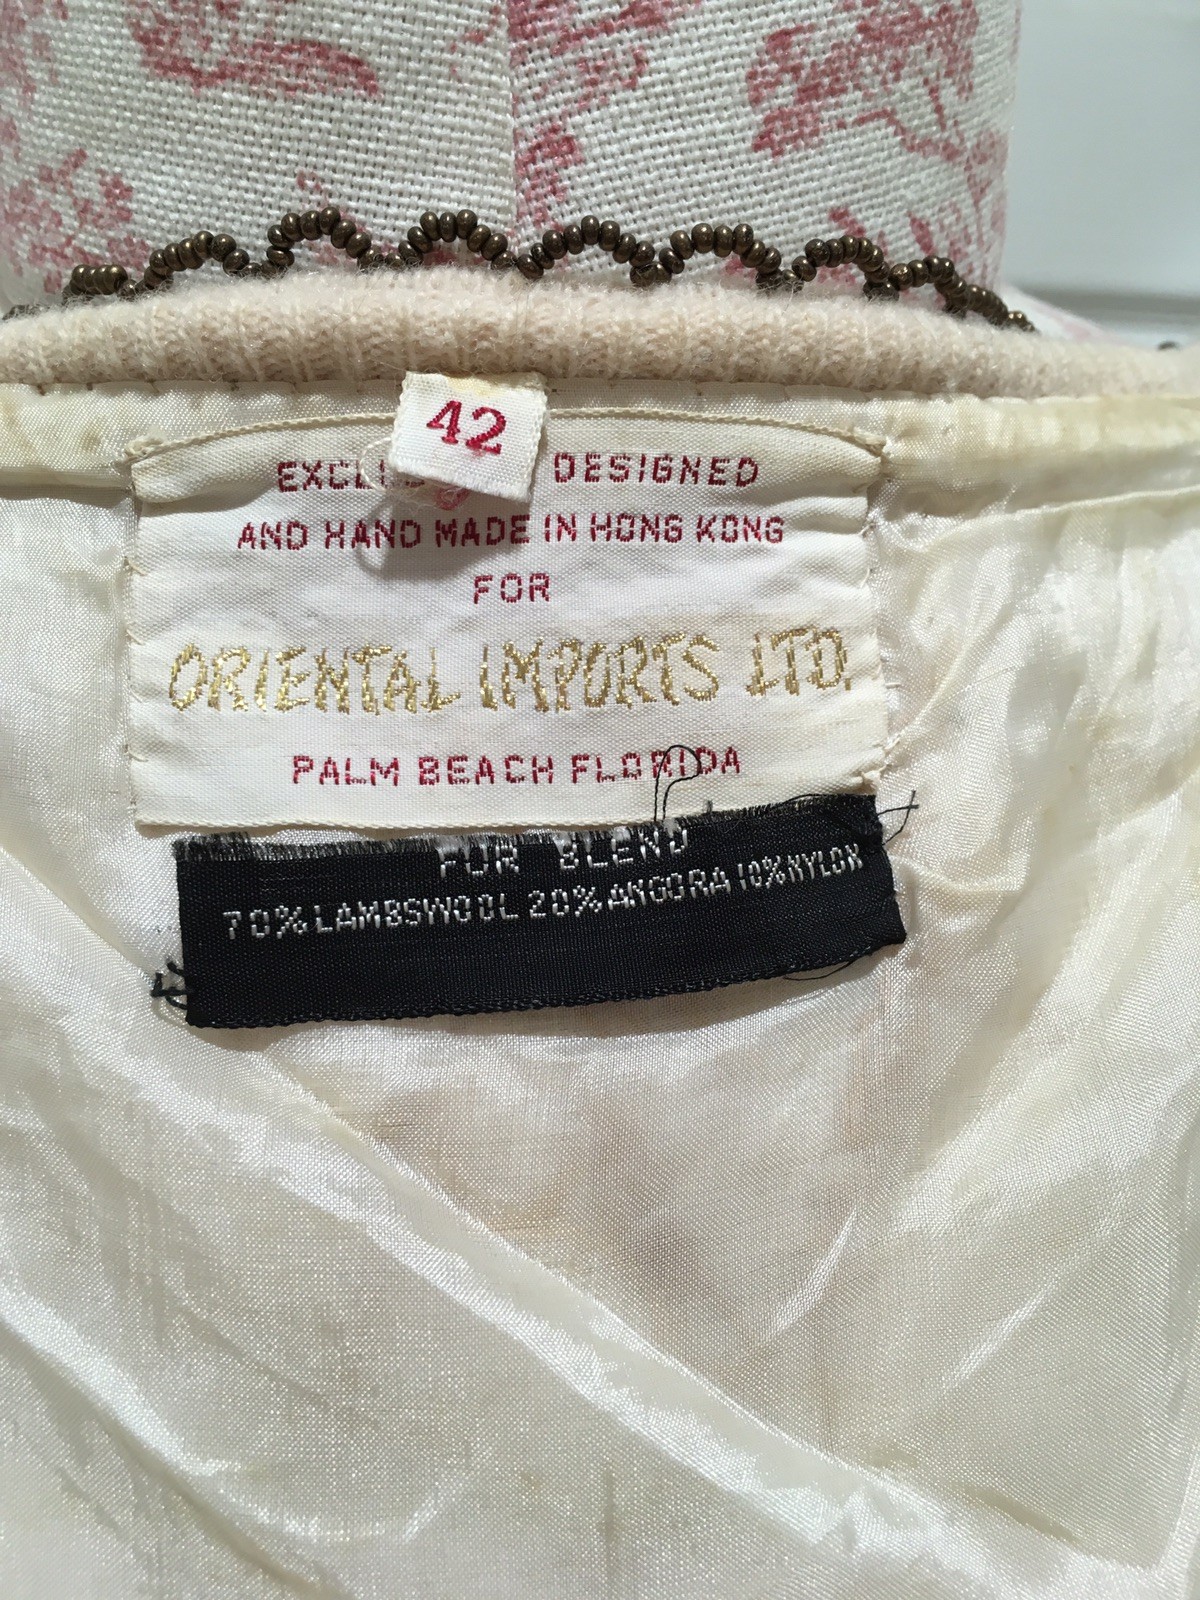 42
DESIGNED
AND HAND MADE IN HONG KONG
FOR
ORIENTAL IMPORTS LTD.
PALM BEACH FLORIDA
FUR BLEND
70% LAMBSWOOL 20% ANGORA 10% NYLON